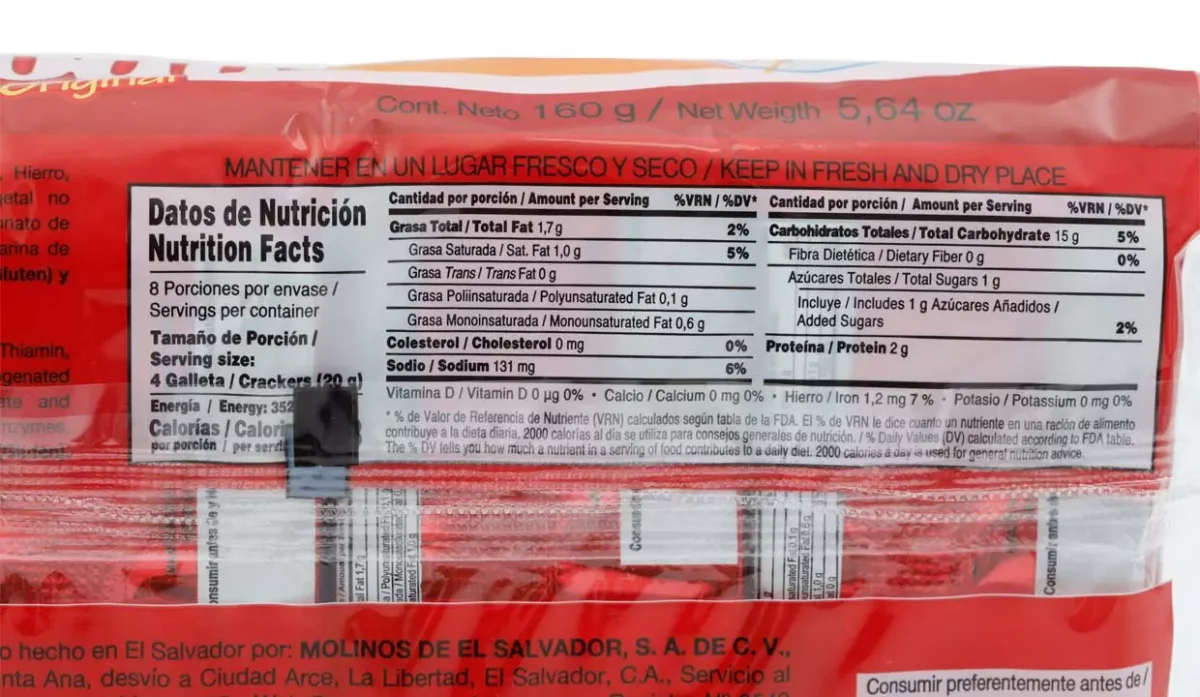 Original
Cont. Neto 160 g / Net Weigth 5,64 oz
MANTENER EN UN LUGAR FRESCO Y SECO / KEEP IN FRESH AND DRY PLACE
Hierro,
no
de
de
y
Thiamin,
and
Datos de Nutrición
Nutrition Facts
8 Porciones por envase /
Servings per container
Tamaño de Porción /
Serving size:
4 Galleta / Crackers (20 g)
Energía / Energy: 352
Calorías /
por porción / per
Cantidad por porción / Amount per Serving %VRN / %DV*
Grasa Total / Total Fat 1,7g 2%
Grasa Saturada / Sat. Fat 1,0 g 5%
Grasa Trans / Trans Fat 0 g
Grasa Poliinsaturada / Polyunsaturated Fat 0,1 g
Grasa Monoinsaturada / Monounsaturated Fat 0,6 g
Colesterol / Cholesterol 0 mg 0%
Sodio / Sodium 131 mg 6%
Cantidad por porción / Amount per Serving %VRN / %DV*
Carbohidratos Totales / Total Carbohydrate 15 g 5%
Fibra Dietética / Dietary Fiber 0 g 0%
Azúcares Totales / Total Sugars 1 g
Incluye / Includes 1 g Azúcares Añadidos /
Added Sugars 2%
Proteína / Protein 2 g
Vitamina D / Vitamin D 0 µg 0% • Calcio / Calcium 0 mg 0% • Hierro / Iron 1,2 mg 7 % • Potasio / Potassium 0 mg 0%
* % de Valor de Referencia de Nutriente (VRN) calculados según tabla de la FDA. El % de VRN le dice cuanto un nutriente en una ración de alimento
contribuye a la dieta diaria. 2000 calorias al día se utiliza para consejos generales de nutrición. / % Daily Values (DV) calculated according to FDA table.
The % DV tells you how much a nutrient in a serving of food contributes to a daily diet. 2000 calories a day is used for general nutrition advice.
hecho en El Salvador por: MOLINOS DE EL SALVADOR, S. A. DE C. V.,
Ana, desvío a Ciudad Arce, La Libertad, El Salvador, C.A., Servicio al
Consumir preferentemente antes de /